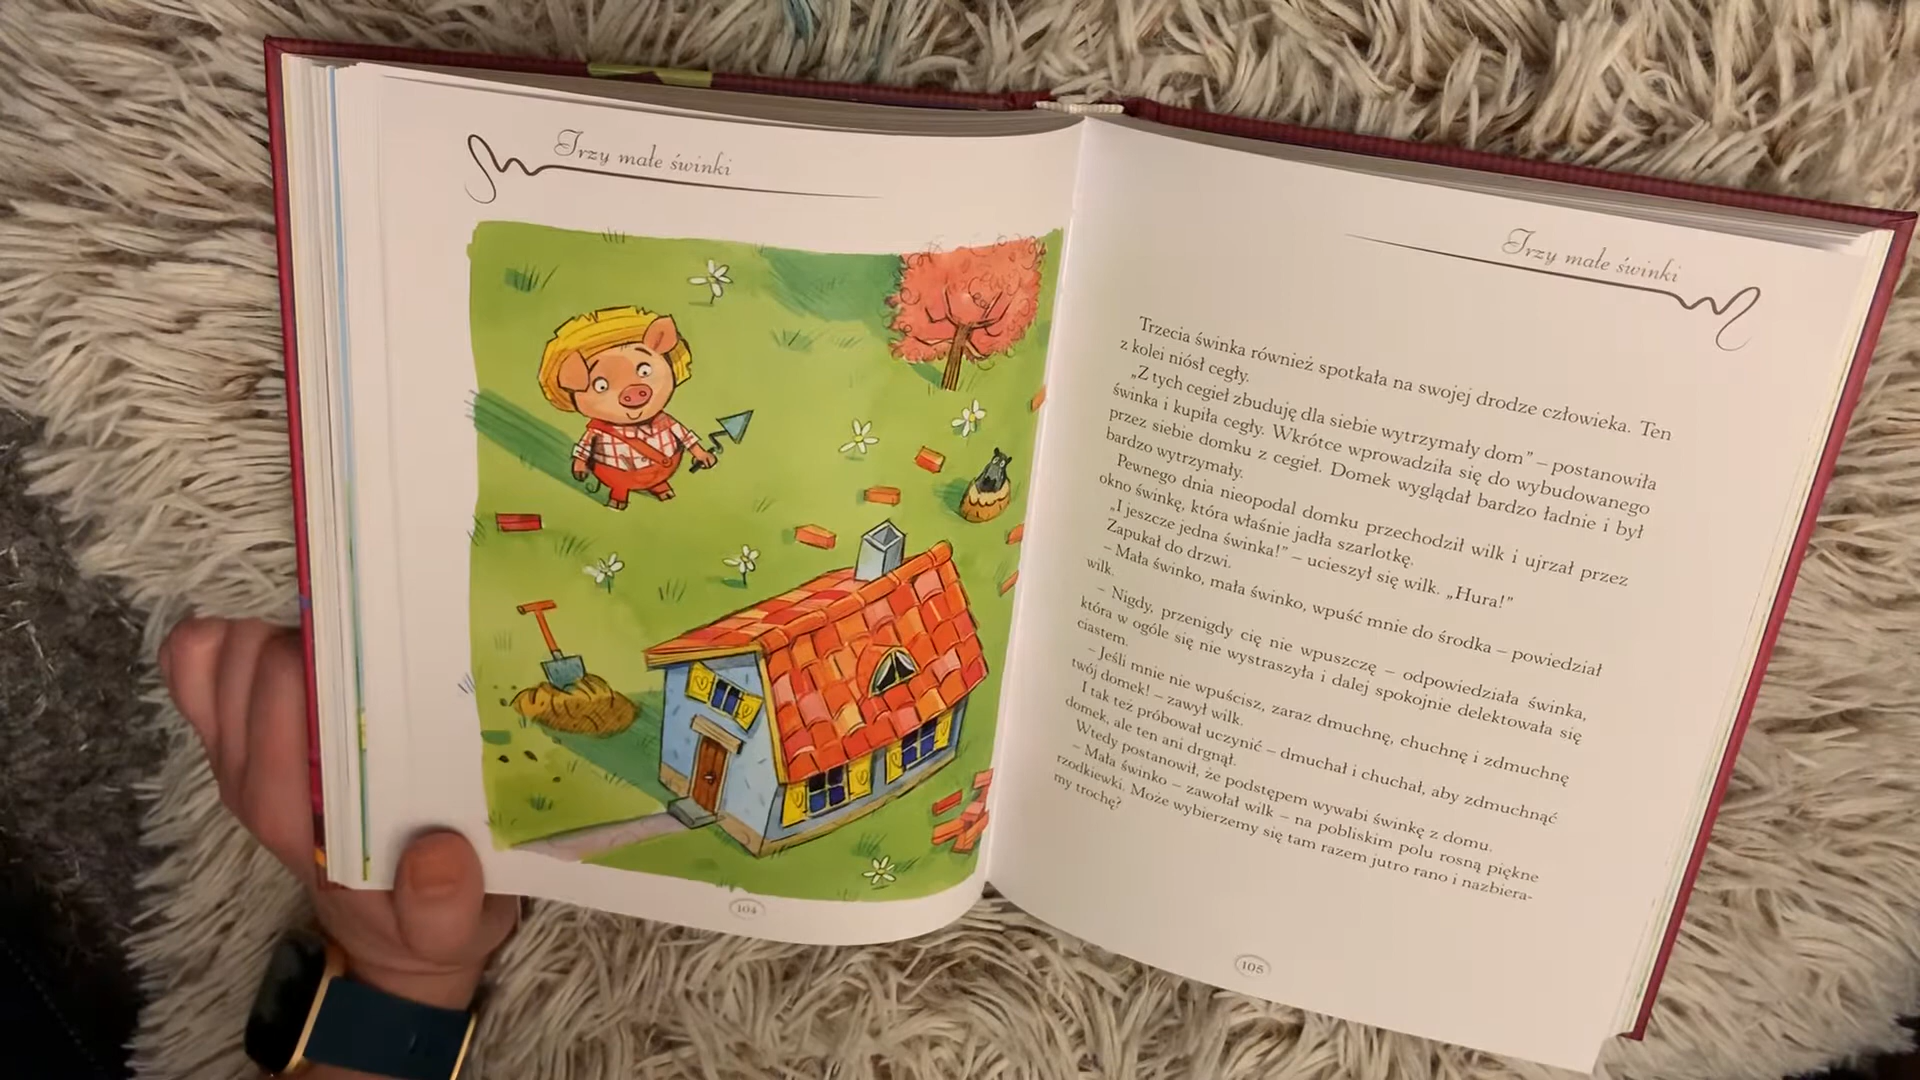 Trzy małe świnki
104
Trzy małe świnki
Trzecia świnka również spotkała na swojej drodze człowieka. Ten
z kolei niósł cegły.
„Z tych cegieł zbuduję dla siebie wytrzymały dom” – postanowiła
świnka i kupiła cegły. Wkrótce wprowadziła się do wybudowanego
przez siebie domku z cegieł. Domek wyglądał bardzo ładnie i był
bardzo wytrzymały.
Pewnego dnia nieopodal domku przechodził wilk i ujrzał przez
okno świnkę, która właśnie jadła szarlotkę.
„I jeszcze jedna świnka!” – ucieszył się wilk. „Hura!”
Zapukał do drzwi.
– Mała świnko, mała świnko, wpuść mnie do środka – powiedział
wilk.
– Nigdy, przenigdy cię nie wpuszczę – odpowiedziała świnka,
która w ogóle się nie wystraszyła i dalej spokojnie delektowała się
ciastem.
– Jeśli mnie nie wpuścisz, zaraz dmuchnę, chuchnę i zdmuchnę
twój domek! – zawył wilk.
I tak też próbował uczynić – dmuchał i chuchał, aby zdmuchnąć
domek, ale ten ani drgnął.
Wtedy postanowił, że podstępem wywabi świnkę z domu.
– Mała świnko – zawołał wilk – na pobliskim polu rosną piękne
rzodkiewki. Może wybierzemy się tam razem jutro rano i nazbiera-
my trochę?
105